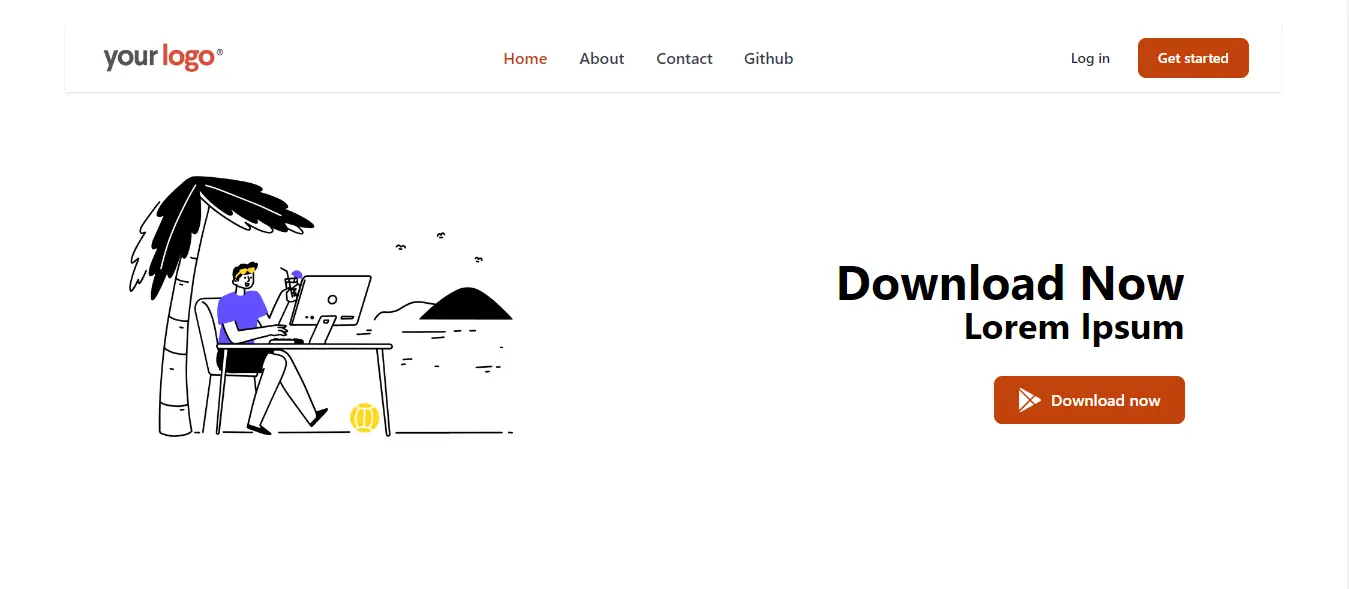 your logo®
Home About Contact Github
Log in Get started
Download Now
Lorem Ipsum
Download now